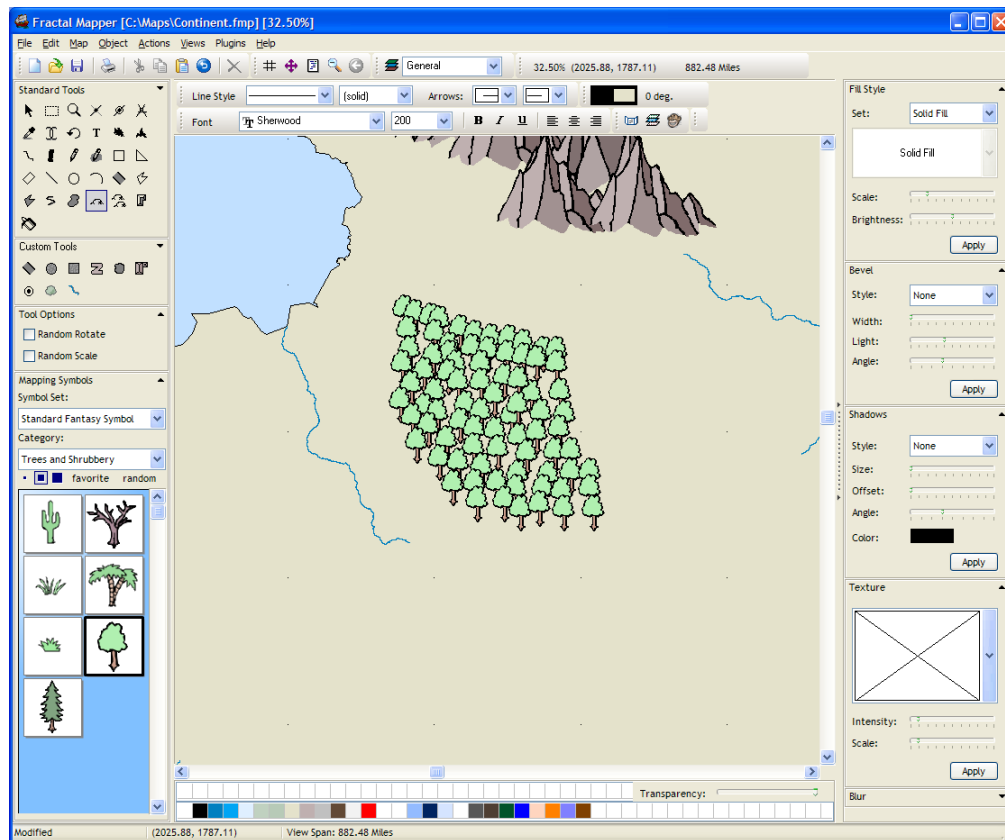 Fractal Mapper [C:\Maps\Continent.fmp] [32.50%]
File Edit Map Object Actions Views Plugins Help
General 32.50% (2025.88, 1787.11) 882.48 Miles
Standard Tools
Line Style (solid) Arrows: 0 deg.
Font Tr Sherwood 200 B I U
T
Custom Tools
Tool Options
Random Rotate
Random Scale
Mapping Symbols
Symbol Set:
Standard Fantasy Symbol
Category:
Trees and Shrubbery
favorite random
Fill Style
Set: Solid Fill
Solid Fill
Scale:
Brightness:
Apply
Bevel
Style: None
Width:
Light:
Angle:
Apply
Shadows
Style: None
Size:
Offset:
Angle:
Color:
Apply
Texture
Intensity:
Scale:
Apply
Blur
Transparency:
Modified (2025.88, 1787.11) View Span: 882.48 Miles